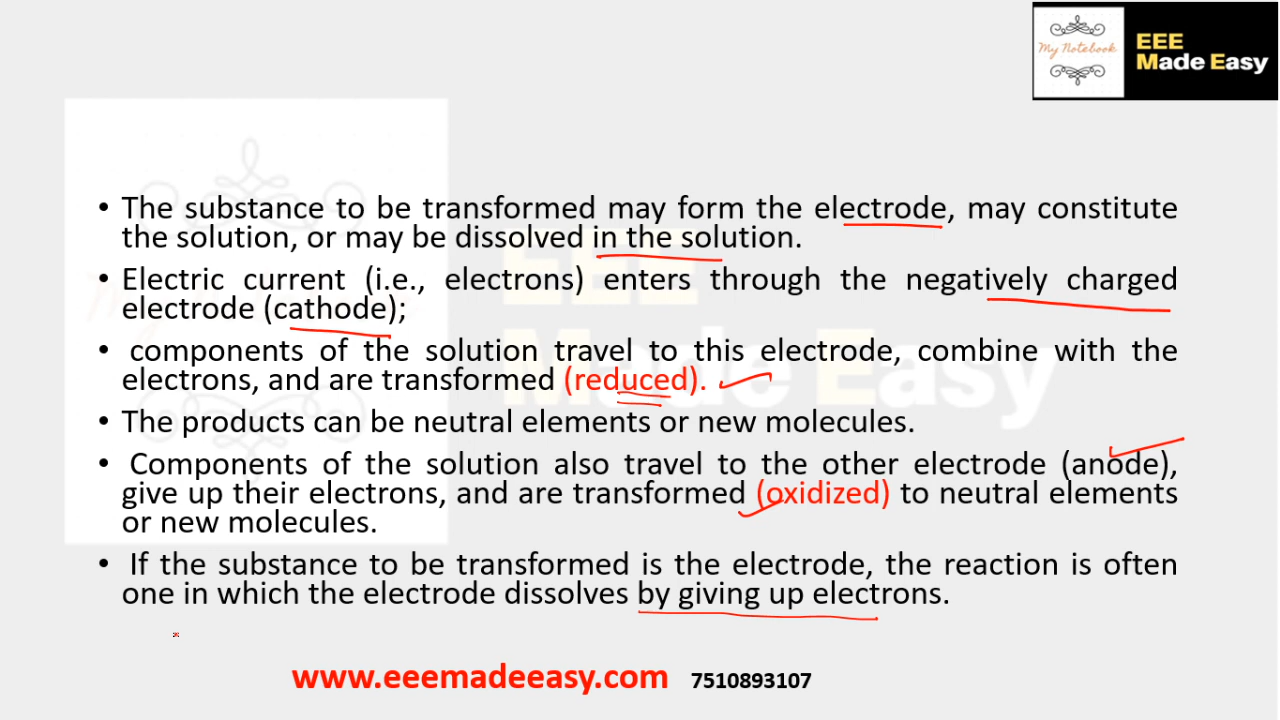 My Notebook
EEE
Made Easy
• The substance to be transformed may form the electrode, may constitute
the solution, or may be dissolved in the solution.
• Electric current (i.e., electrons) enters through the negatively charged
electrode (cathode);
• components of the solution travel to this electrode, combine with the
electrons, and are transformed (reduced).
• The products can be neutral elements or new molecules.
• Components of the solution also travel to the other electrode (anode),
give up their electrons, and are transformed (oxidized) to neutral elements
or new molecules.
• If the substance to be transformed is the electrode, the reaction is often
one in which the electrode dissolves by giving up electrons.
www.eeemadeeasy.com 7510893107
EEE
Made Easy